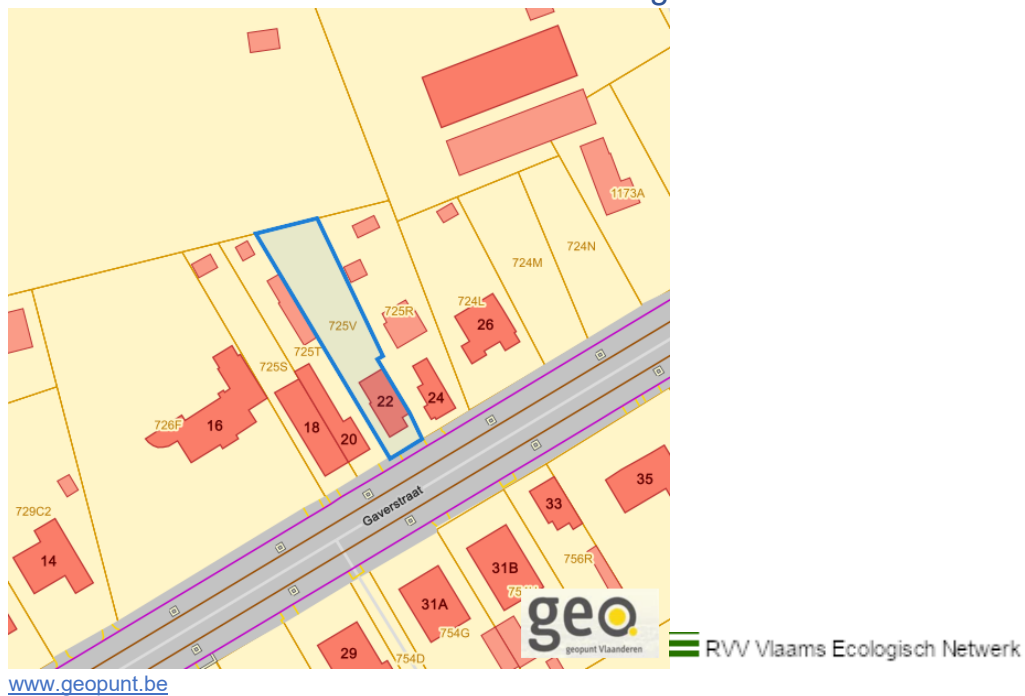 1173A
724N
724M
724L
725R
26
725V
725T
725S
22
24
726F
16
18
20
35
33
Gaverstraat
729C2
14
756R
31B
31A
754G
29
754D
geo.
geopunt Vlaanderen
RVV Vlaams Ecologisch Netwerk
www.geopunt.be